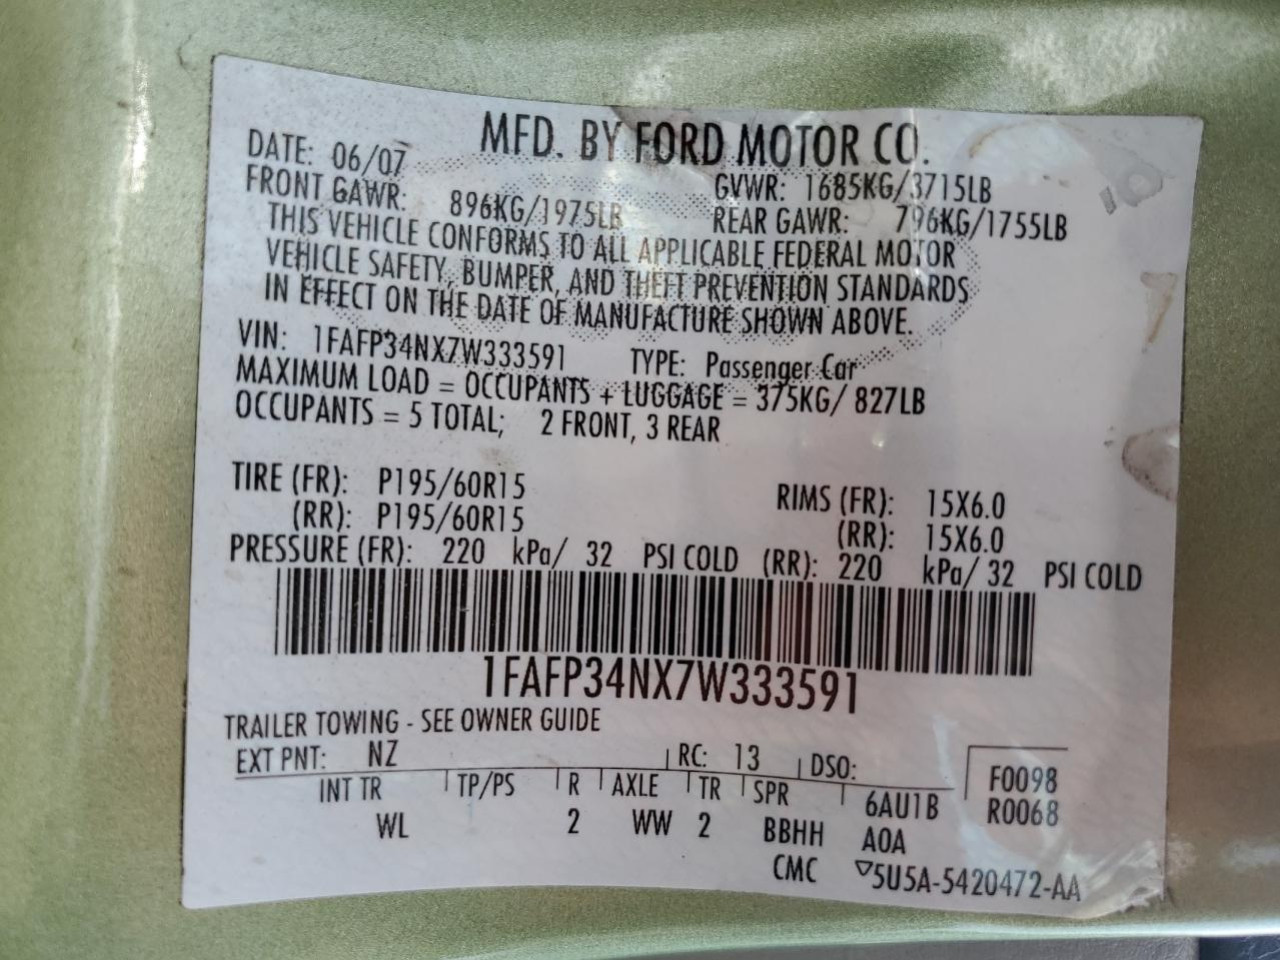 MFD. BY FORD MOTOR CO.
DATE: 06/07 GVWR: 1685KG/3715LB
FRONT GAWR: 896KG/1975LB REAR GAWR: 796KG/1755LB
THIS VEHICLE CONFORMS TO ALL APPLICABLE FEDERAL MOTOR
VEHICLE SAFETY, BUMPER, AND THEFT PREVENTION STANDARDS
IN EFFECT ON THE DATE OF MANUFACTURE SHOWN ABOVE.
VIN: 1FAFP34NX7W333591 TYPE: Passenger Car
MAXIMUM LOAD = OCCUPANTS + LUGGAGE = 375KG/ 827LB
OCCUPANTS = 5 TOTAL; 2 FRONT, 3 REAR
TIRE (FR): P195/60R15 RIMS (FR): 15X6.0
(RR): P195/60R15 (RR): 15X6.0
PRESSURE (FR): 220 kPa/ 32 PSI COLD (RR): 220 kPa/ 32 PSI COLD
1FAFP34NX7W333591
TRAILER TOWING - SEE OWNER GUIDE
EXT PNT: NZ RC: 13 DSO: F0098
INT TR TP/PS R AXLE TR SPR 6AU1B R0068
WL 2 WW 2 BBHH A0A
CMC ▽5U5A-5420472-AA